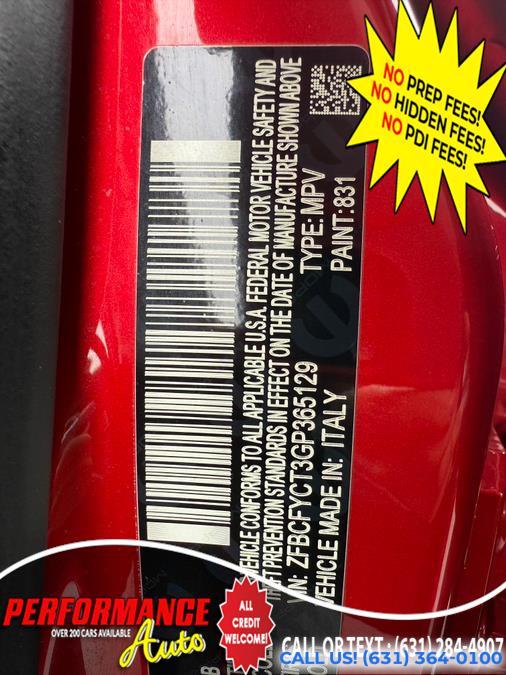 NO PREP FEES!
NO HIDDEN FEES!
NO PDI FEES!
VEHICLE CONFORMS TO ALL APPLICABLE U.S.A. FEDERAL MOTOR VEHICLE SAFETY AND
THEFT PREVENTION STANDARDS IN EFFECT ON THE DATE OF MANUFACTURE SHOWN ABOVE
VIN: ZFBCFYCT3GP365129 TYPE: MPV
VEHICLE MADE IN: ITALY PAINT: 831
PERFORMANCE
OVER 200 CARS AVAILABLE
Auto
ALL
CREDIT
WELCOME!
CALL OR TEXT : (631) 284-4907
CALL US! (631) 364-0100